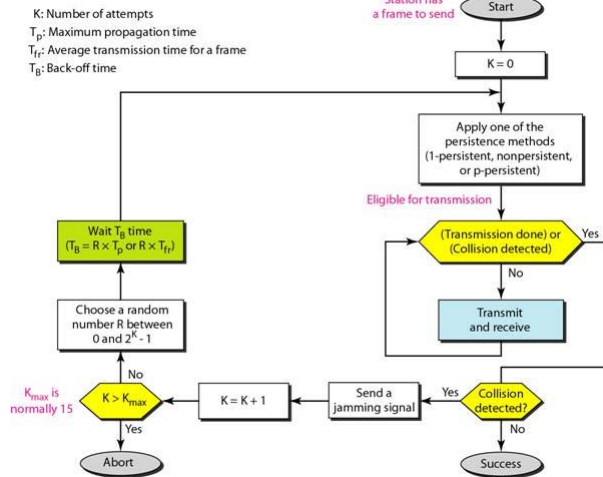 K: Number of attempts
Tp: Maximum propagation time
Tfr: Average transmission time for a frame
TB: Back-off time
Station has
a frame to send
Start
K = 0
Apply one of the
persistence methods
(1-persistent, nonpersistent,
or p-persistent)
Eligible for transmission
(Transmission done) or
(Collision detected)
Yes
No
Transmit
and receive
Wait TB time
(TB = R × Tp or R × Tfr)
Choose a random
number R between
0 and 2^K - 1
No
Kmax is
normally 15
K > Kmax
Yes
Abort
K = K + 1
Send a
jamming signal
Yes
Collision
detected?
No
Success